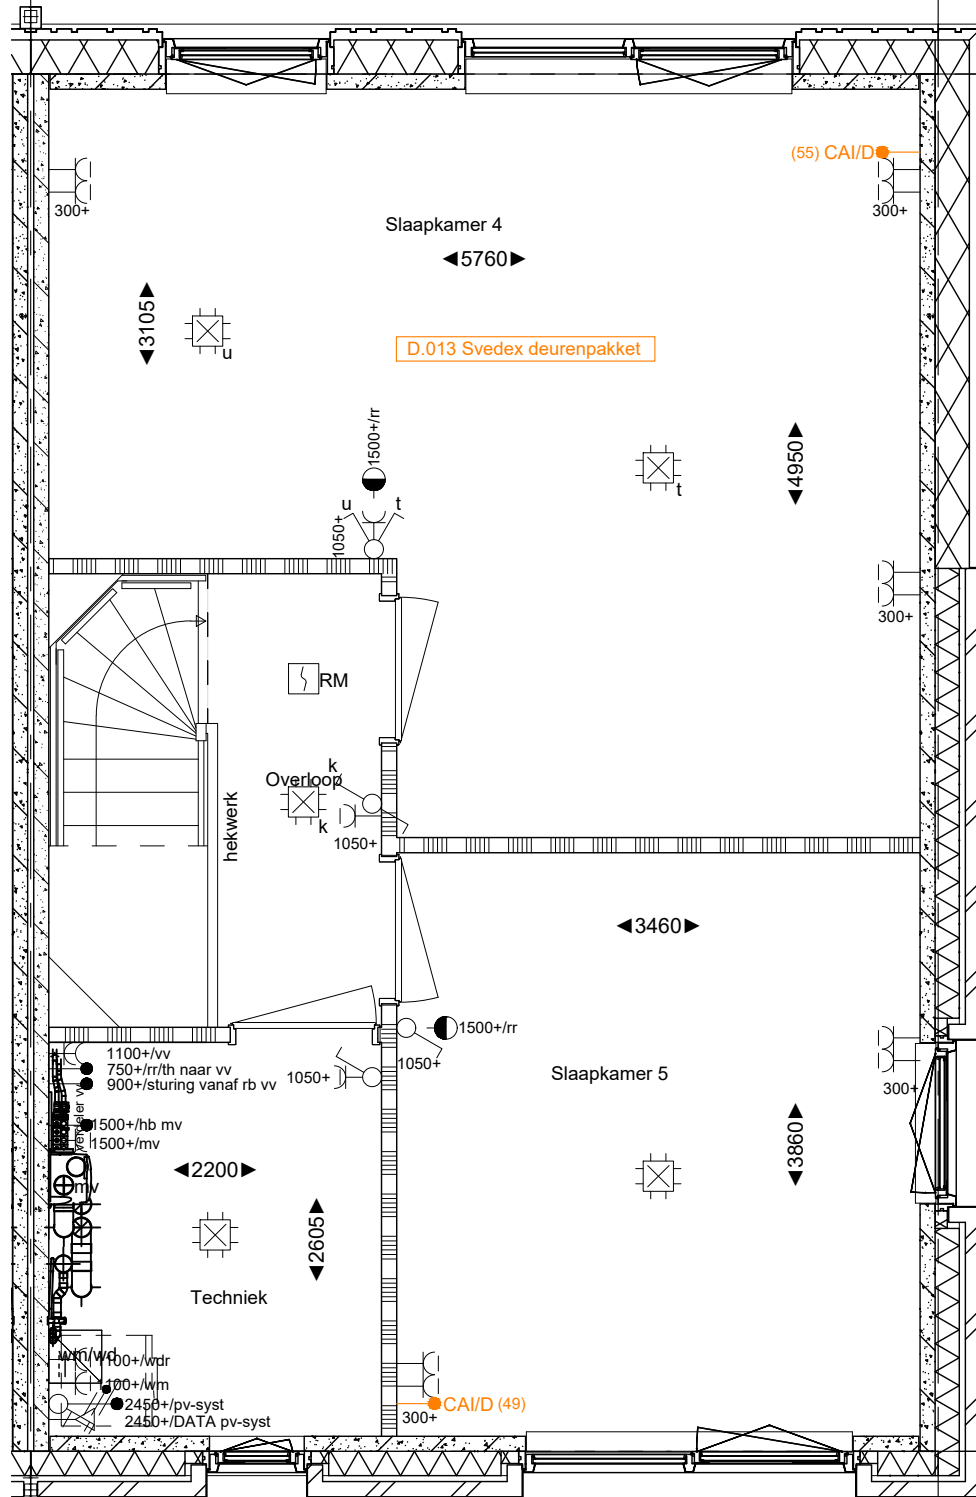 (55) CAI/D
300+
300+
Slaapkamer 4
5760
3105
u
D.013 Svedex deurenpakket
1500+/rr
4950
t
u
t
1050+
300+
RM
Overloop
k
k
1050+
hekwerk
3460
1500+/rr
1050+
1100+/vv
750+/rr/th naar vv
900+/sturing vanaf rb vv
1050+
Slaapkamer 5
300+
1500+/hb mv
1500+/mv
2200
mv
3860
2605
Techniek
wm/wd
1100+/wdr
100+/wm
2450+/pv-syst
2450+/DATA pv-syst
CAI/D (49)
300+